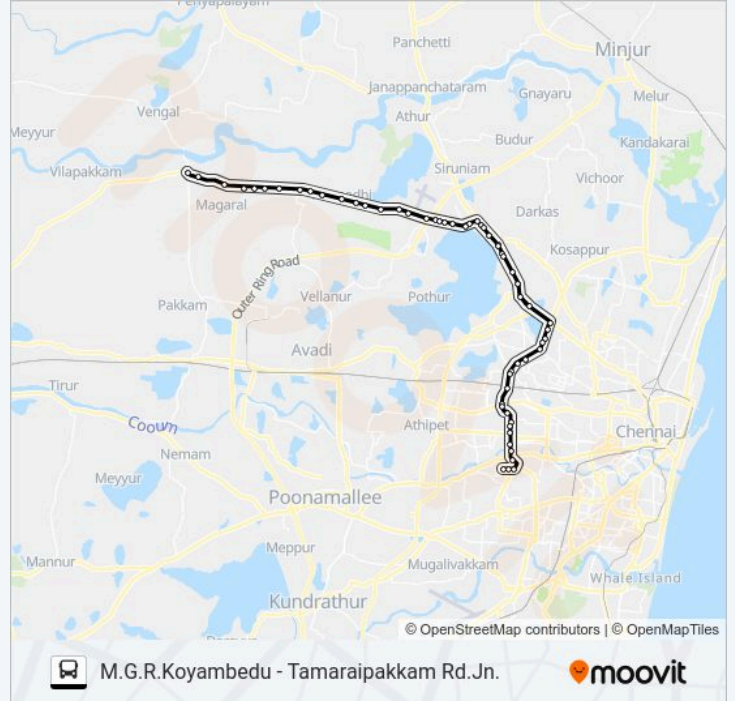 Periyapalayam
Panchetti
Minjur
Janappanchataram
Gnayaru
Melur
Vengal
Athur
Meyyur
Budur
Kandakarai
Vilapakkam
Siruniam
Vichoor
Magaral
Darkas
Kosappur
Outer Ring Road
Vellanur
Pothur
Pakkam
Avadi
Tirur
Cooum
Athipet
Chennai
Nemam
Meyyur
Poonamallee
Meppur
Mannur
Mugalivakkam
Whale Island
Kundrathur
© OpenStreetMap contributors | © OpenMapTiles
M.G.R.Koyambedu - Tamaraipakkam Rd.Jn.
moovit